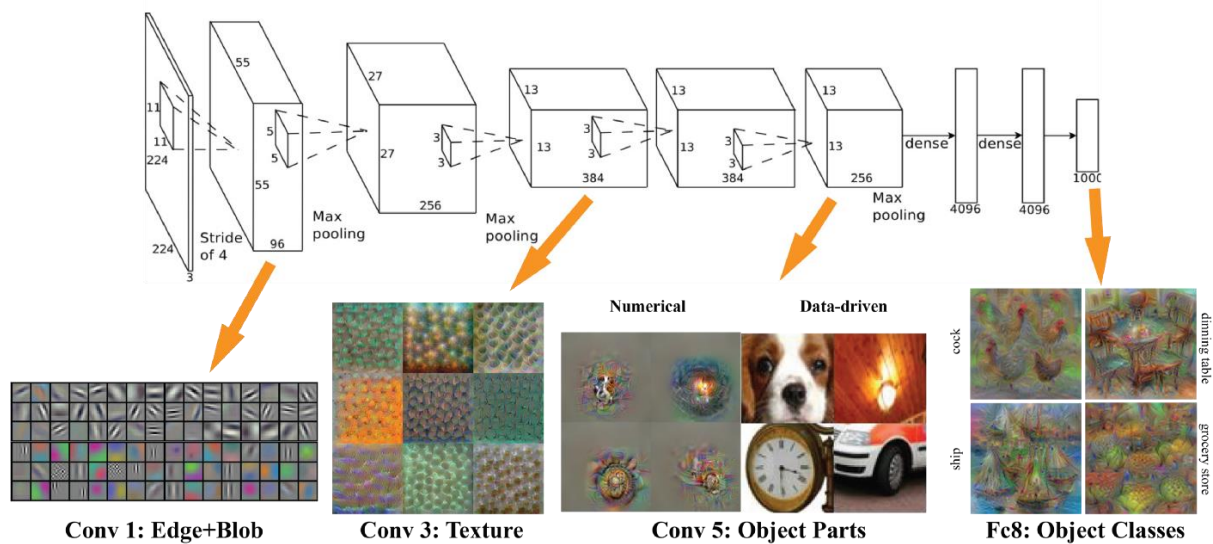 11
11
224
224
3
Stride
of 4
55
55
5
5
96
Max
pooling
27
27
3
3
256
Max
pooling
13
13
3
3
384
13
13
3
3
384
13
13
256
Max
pooling
dense
4096
dense
4096
1000
Numerical
Data-driven
cock
dinning table
ship
grocery store
Conv 1: Edge+Blob
Conv 3: Texture
Conv 5: Object Parts
Fc8: Object Classes